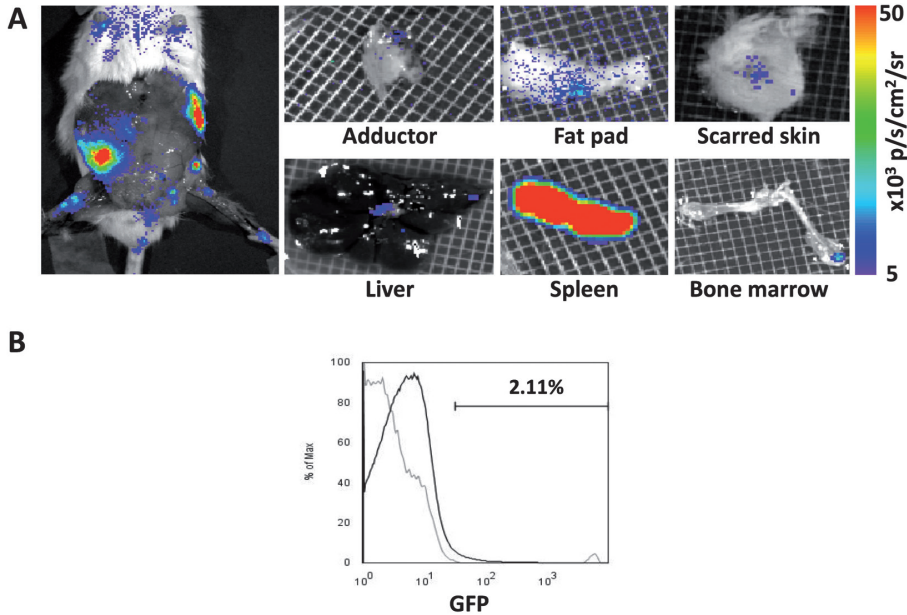 A
Adductor
Fat pad
Scarred skin
Liver
Spleen
Bone marrow
50
x10³ p/s/cm²/sr
5
B
100
80
60
40
20
0
% of Max
2.11%
10⁰
10¹
10²
10³
GFP